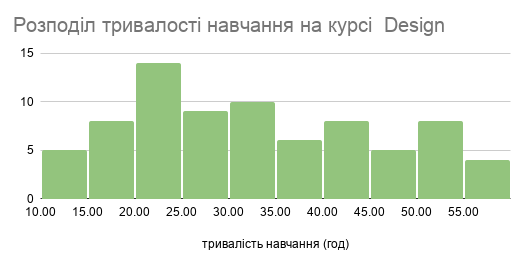 Розподіл тривалості навчання на курсі  Design
15
10
5
0
10.00 15.00 20.00 25.00 30.00 35.00 40.00 45.00 50.00 55.00
тривалість навчання (год)